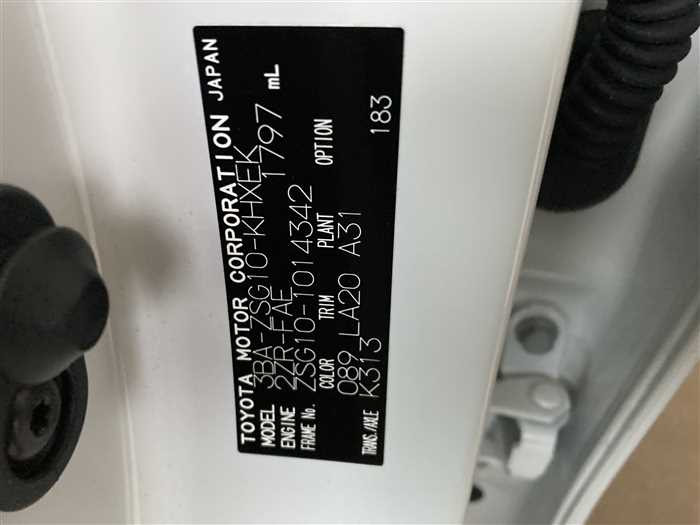 TOYOTA MOTOR CORPORATION JAPAN
MODEL 3BA-ZSG10-KHXEK
ENGINE 2ZR-FAE 1797 mL
FRAME No. ZSG10-1014342
COLOR TRIM PLANT OPTION
089 LA20 A31
TRANS./AXLE K313 183